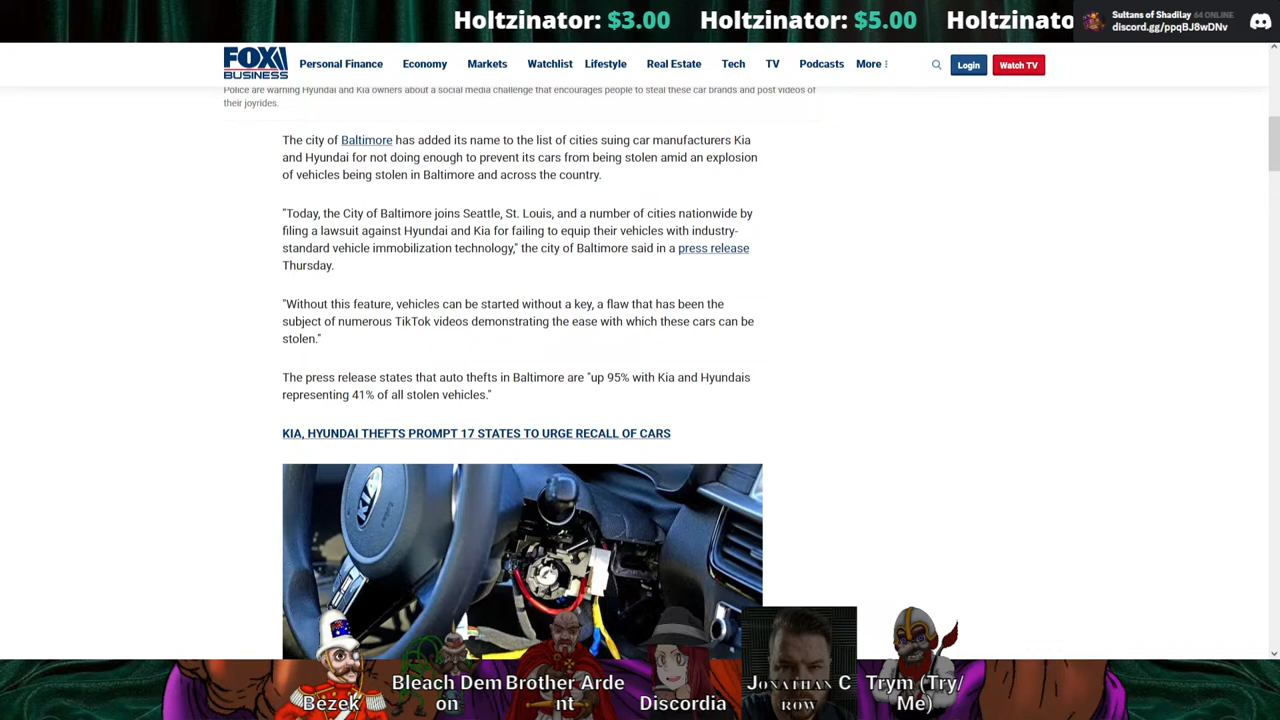 Holtzinator: $3.00 Holtzinator: $5.00 Holtzinato
Sultans of Shadilay 64 ONLINE
discord.gg/ppqBJ8wDNv
FOX BUSINESS
Personal Finance Economy Markets Watchlist Lifestyle Real Estate Tech TV Podcasts More Login Watch TV
Police are warning Hyundai and Kia owners about a social media challenge that encourages people to steal these car brands and post videos of
their joyrides.
The city of Baltimore has added its name to the list of cities suing car manufacturers Kia
and Hyundai for not doing enough to prevent its cars from being stolen amid an explosion
of vehicles being stolen in Baltimore and across the country.
"Today, the City of Baltimore joins Seattle, St. Louis, and a number of cities nationwide by
filing a lawsuit against Hyundai and Kia for failing to equip their vehicles with industry-
standard vehicle immobilization technology," the city of Baltimore said in a press release
Thursday.
"Without this feature, vehicles can be started without a key, a flaw that has been the
subject of numerous TikTok videos demonstrating the ease with which these cars can be
stolen."
The press release states that auto thefts in Baltimore are "up 95% with Kia and Hyundais
representing 41% of all stolen vehicles."
KIA, HYUNDAI THEFTS PROMPT 17 STATES TO URGE RECALL OF CARS
KIA
Bezek
Bleach Dem
on
Brother Arde
nt
Discordia
Jonathan C
row
Trym (Try/
Me)